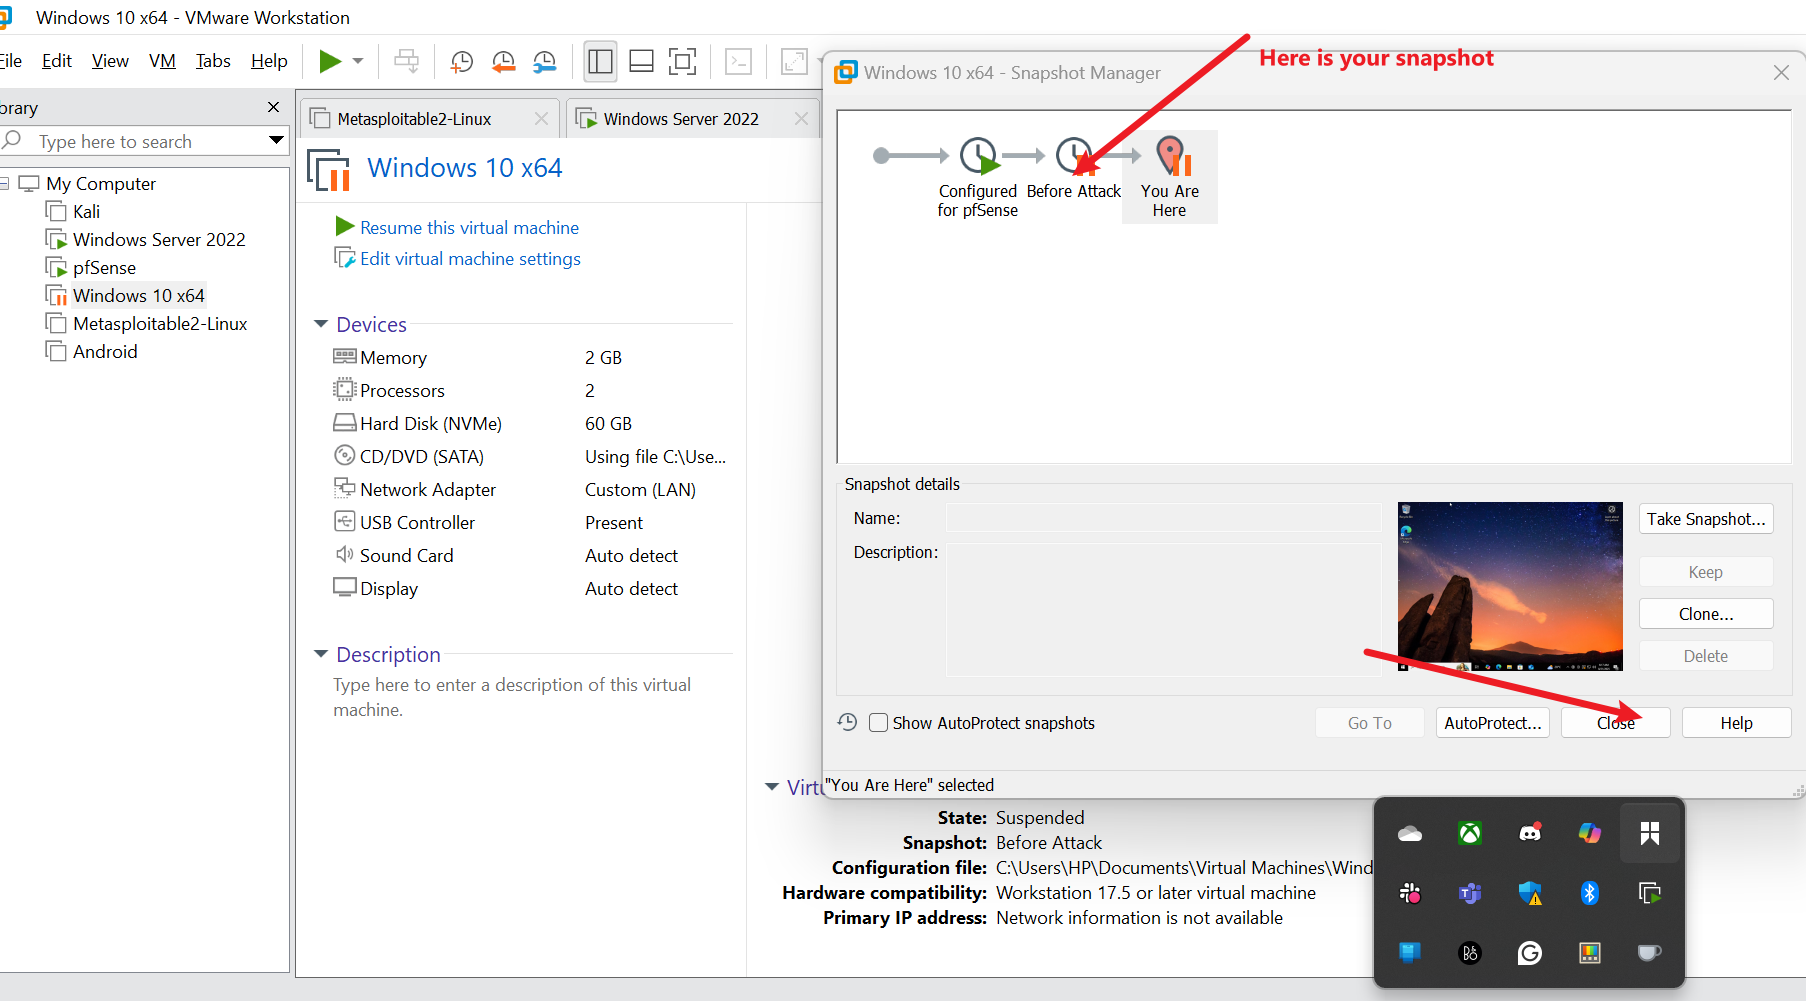 Windows 10 x64 - VMware Workstation
File Edit View VM Tabs Help
Library
Type here to search
My Computer
Kali
Windows Server 2022
pfSense
Windows 10 x64
Metasploitable2-Linux
Android
Metasploitable2-Linux
Windows Server 2022
Windows 10 x64
Resume this virtual machine
Edit virtual machine settings
Devices
Memory 2 GB
Processors 2
Hard Disk (NVMe) 60 GB
CD/DVD (SATA) Using file C:\Use...
Network Adapter Custom (LAN)
USB Controller Present
Sound Card Auto detect
Display Auto detect
Description
Type here to enter a description of this virtual
machine.
Here is your snapshot
Windows 10 x64 - Snapshot Manager
Configured
for pfSense
Before Attack
You Are
Here
Snapshot details
Name:
Description:
Take Snapshot...
Keep
Clone...
Delete
Show AutoProtect snapshots
Go To
AutoProtect...
Close
Help
"You Are Here" selected
Virtu
State: Suspended
Snapshot: Before Attack
Configuration file: C:\Users\HP\Documents\Virtual Machines\Wind
Hardware compatibility: Workstation 17.5 or later virtual machine
Primary IP address: Network information is not available